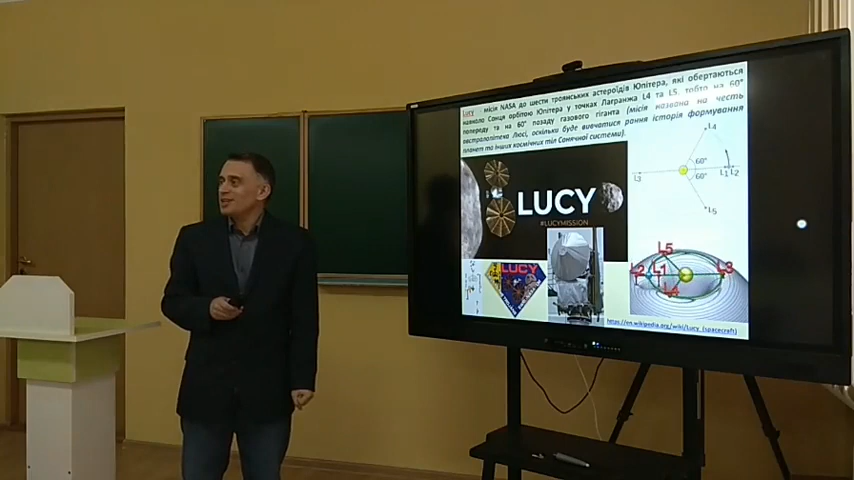 Lucy – місія NASA до шести троянських астероїдів Юпітера, які обертаються
навколо Сонця орбітою Юпітера у точках Лагранжа L4 та L5, тобто на 60°
попереду та на 60° позаду газового гіганта (місія названа на честь
австралопітека Люсі, оскільки буде вивчатися рання історія формування
планет та інших космічних тіл Сонячної системи).
L4
60°
60°
L3
L1 L2
L5
LUCY
#LUCYMISSION
LUCY
L5
L2 L1
L3
L4
https://en.wikipedia.org/wiki/Lucy_(spacecraft)